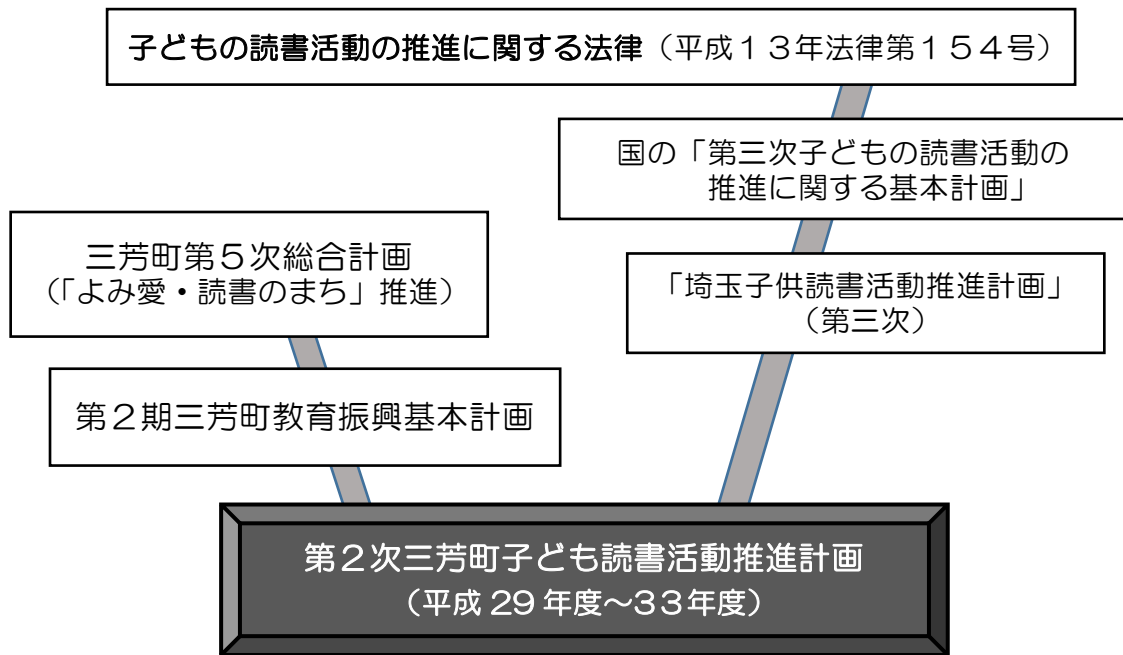 子どもの読書活動の推進に関する法律（平成１３年法律第１５４号）
国の「第三次子どもの読書活動の
推進に関する基本計画」
三芳町第５次総合計画
（「よみ愛・読書のまち」推進）
「埼玉子供読書活動推進計画」
（第三次）
第２期三芳町教育振興基本計画
第２次三芳町子ども読書活動推進計画
（平成 29 年度～３３年度）